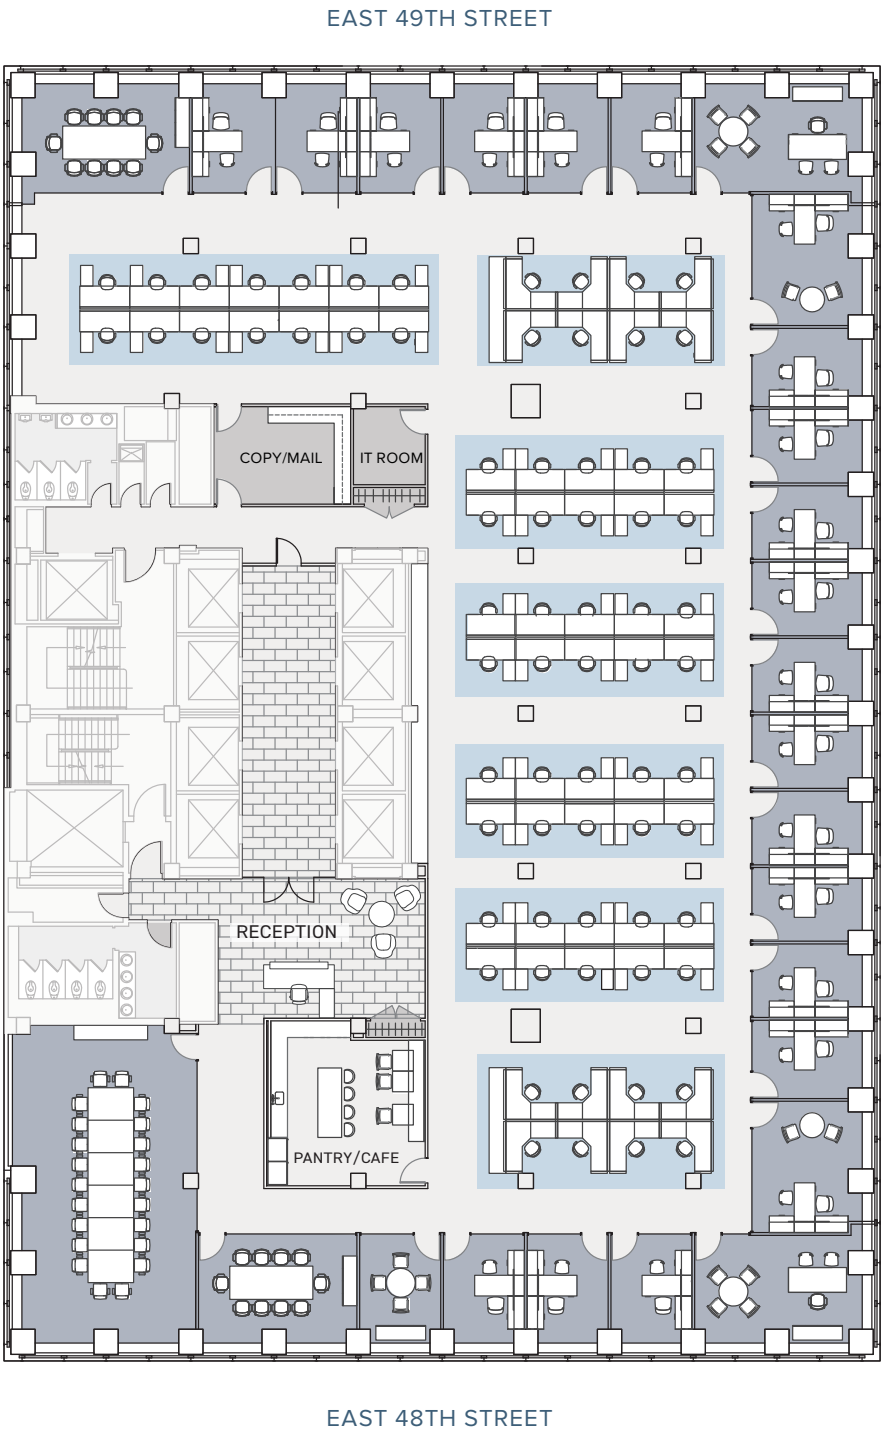 EAST 49TH STREET
COPY/MAIL
IT ROOM
RECEPTION
PANTRY/CAFE
EAST 48TH STREET